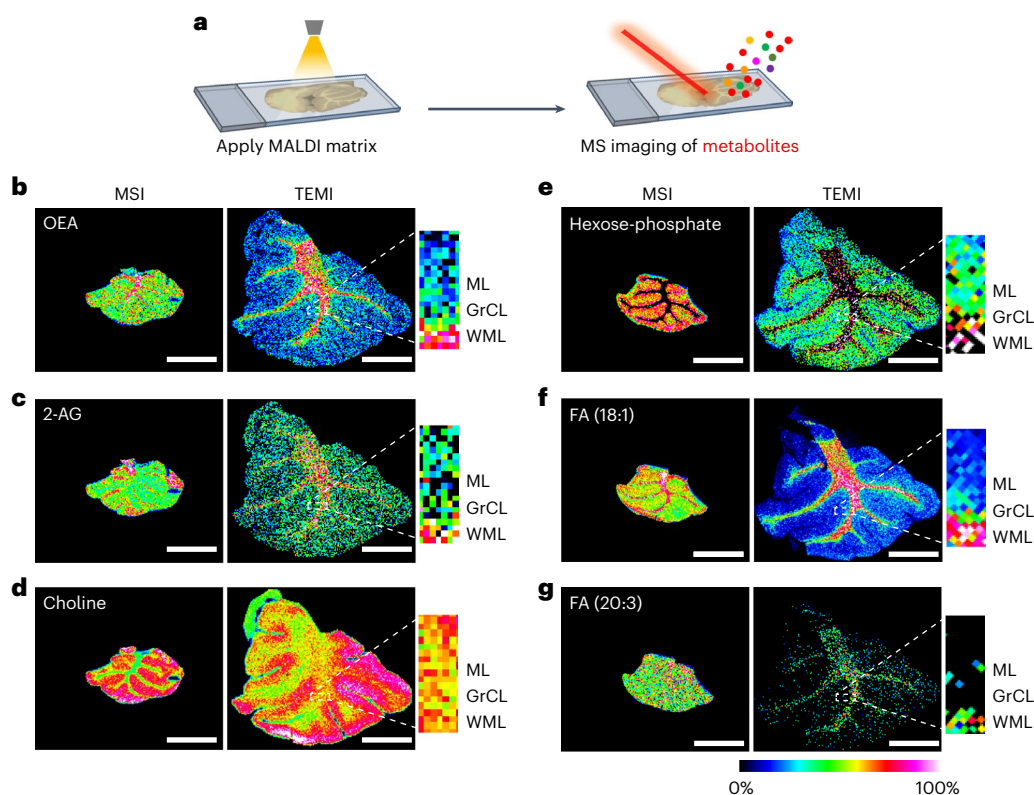 a
Apply MALDI matrix
MS imaging of metabolites
b
MSI
TEMI
OEA
ML
GrCL
WML
c
2-AG
ML
GrCL
WML
d
Choline
ML
GrCL
WML
e
MSI
TEMI
Hexose-phosphate
ML
GrCL
WML
f
FA (18:1)
ML
GrCL
WML
g
FA (20:3)
ML
GrCL
WML
0%
100%